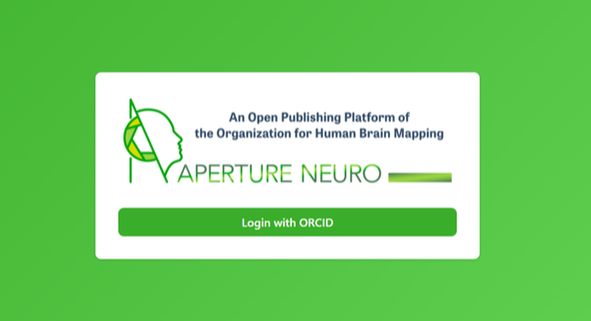 An Open Publishing Platform of
the Organization for Human Brain Mapping
APERTURE NEURO
Login with ORCID